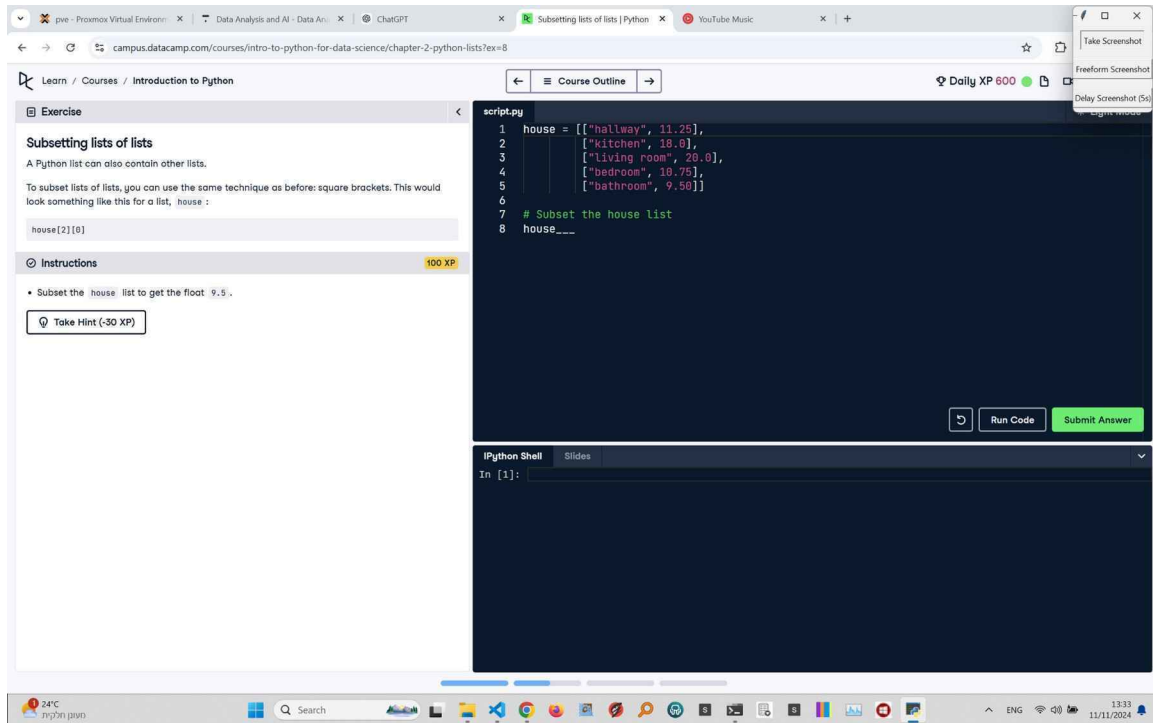 pve - Proxmox Virtual Environm
Data Analysis and AI - Data Ana
ChatGPT
Subsetting lists of lists | Python
YouTube Music
campus.datacamp.com/courses/intro-to-python-for-data-science/chapter-2-python-lists?ex=8
Take Screenshot
Freeform Screenshot
Delay Screenshot (5s)
Learn / Courses / Introduction to Python
Course Outline
Daily XP 600
Exercise
Subsetting lists of lists
A Python list can also contain other lists.
To subset lists of lists, you can use the same technique as before: square brackets. This would
look something like this for a list, house :
house[2][0]
Instructions
100 XP
• Subset the house list to get the float 9.5 .
Take Hint (-30 XP)
script.py
Light Mode
1 house = [["hallway", 11.25],
2 ["kitchen", 18.0],
3 ["living room", 20.0],
4 ["bedroom", 10.75],
5 ["bathroom", 9.50]]
6
7 # Subset the house list
8 house___
Run Code
Submit Answer
IPython Shell
Slides
In [1]:
24°C
מעונן חלקית
Search
ENG
13:33
11/11/2024